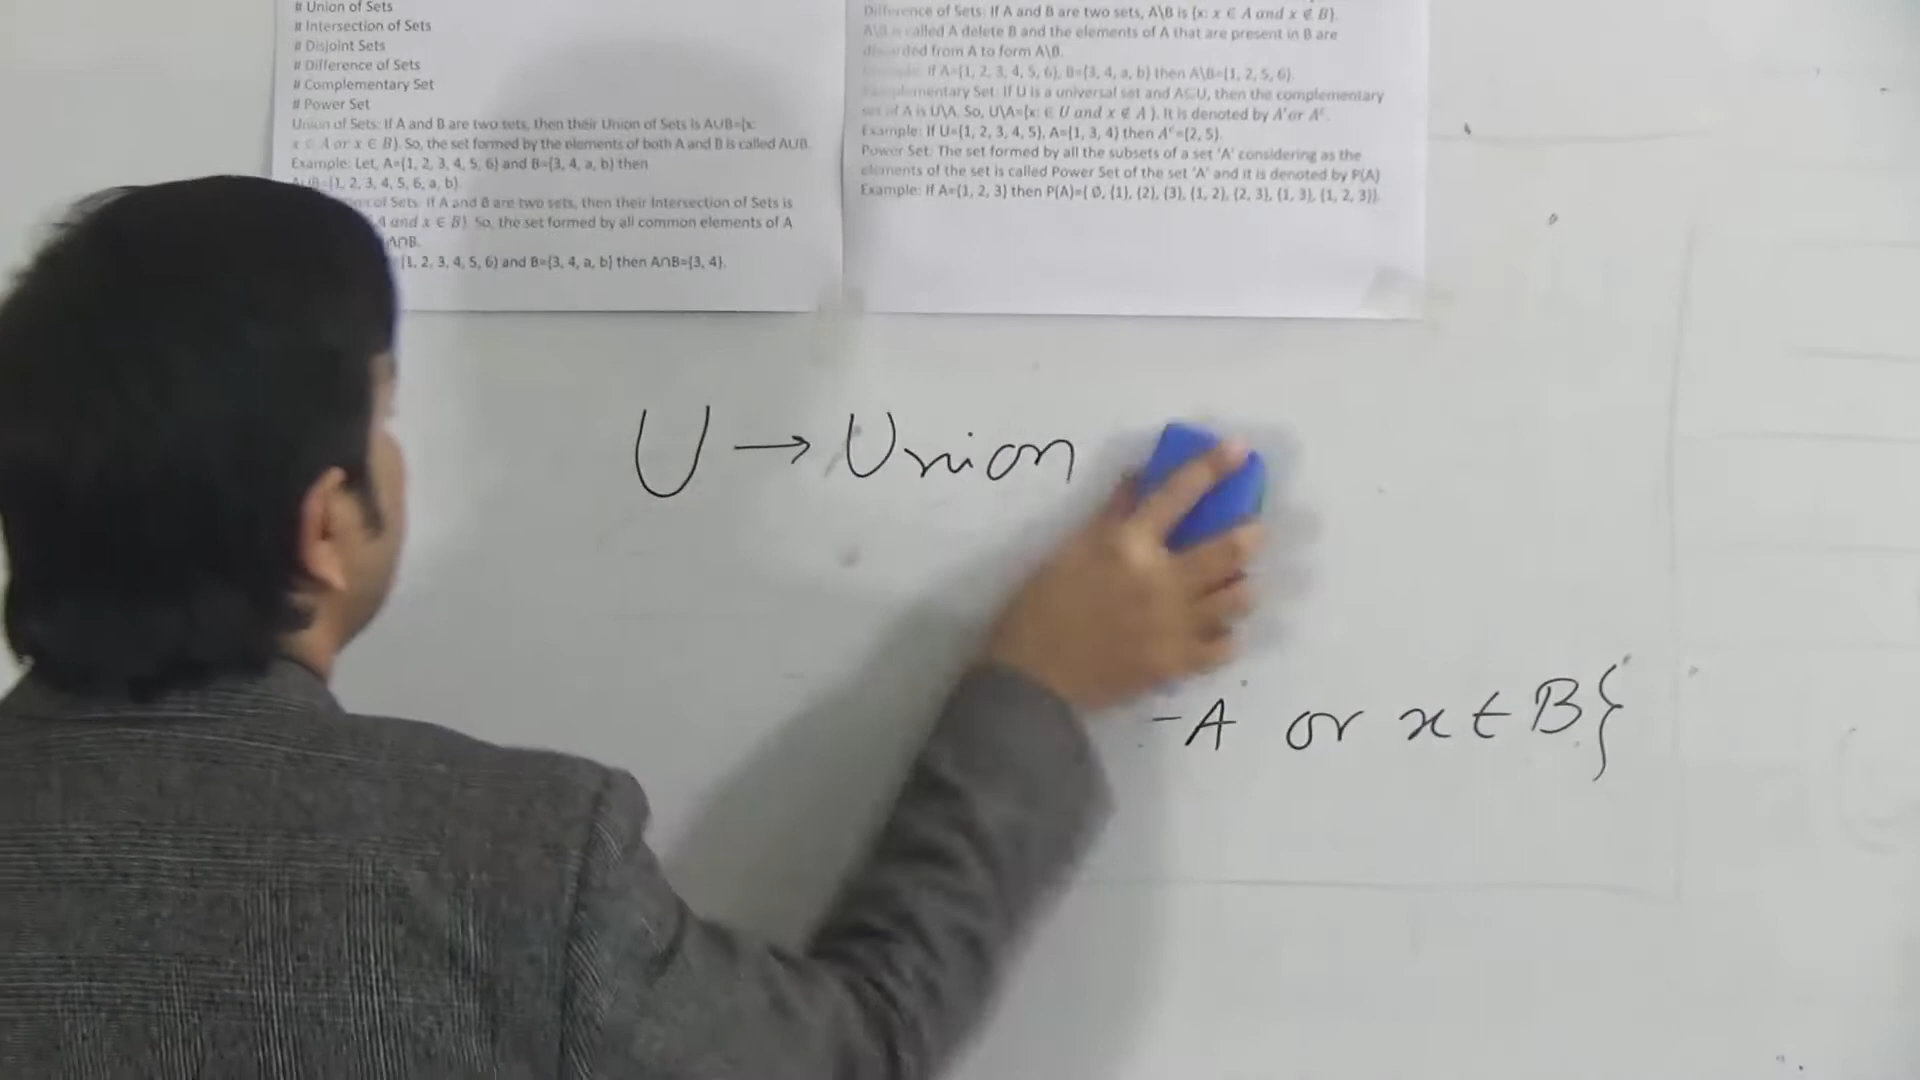 # Union of Sets
# Intersection of Sets
# Disjoint Sets
# Difference of Sets
# Complementary Set
# Power Set
Union of Sets: If A and B are two sets, then their Union of Sets is A∪B={x:
x ∈ A or x ∈ B}. So, the set formed by the elements of both A and B is called A∪B.
Example: Let, A={1, 2, 3, 4, 5, 6} and B={3, 4, a, b} then
A∪B={1, 2, 3, 4, 5, 6, a, b}.
of Sets: If A and B are two sets, then their Intersection of Sets is
A and x ∈ B}. So, the set formed by all common elements of A
A∩B.
{1, 2, 3, 4, 5, 6} and B={3, 4, a, b} then A∩B={3, 4}.
Difference of Sets: If A and B are two sets, A\B is {x: x ∈ A and x ∉ B}.
A\B is called A delete B and the elements of A that are present in B are
discarded from A to form A\B.
Example: If A={1, 2, 3, 4, 5, 6}, B={3, 4, a, b} then A\B={1, 2, 5, 6}.
Complementary Set: If U is a universal set and A⊆U, then the complementary
set of A is U\A. So, U\A={x: ∈ U and x ∉ A }. It is denoted by A' or Aᶜ.
Example: If U={1, 2, 3, 4, 5}, A={1, 3, 4} then Aᶜ={2, 5}.
Power Set: The set formed by all the subsets of a set 'A' considering as the
elements of the set is called Power Set of the set 'A' and it is denoted by P(A)
Example: If A={1, 2, 3} then P(A)={ ∅, {1}, {2}, {3}, {1, 2}, {2, 3}, {1, 3}, {1, 2, 3}}.
U → Union
A or x ∈ B}